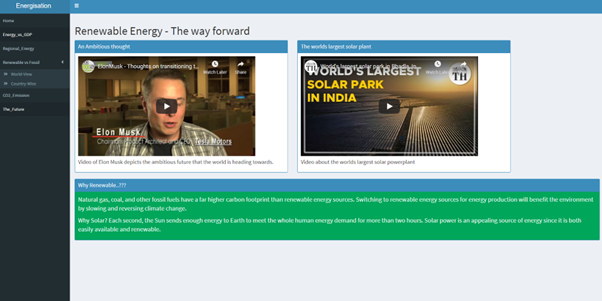 Energisation
Home
Energy_vs_GDP
Regional_Energy
Renewable vs Fossil
World View
Country-Wise
CO2_Emission
The_Future
Renewable Energy - The way forward
An Ambitious thought
ElonMusk - Thoughts on transitioning t...
Watch Later
Share
Elon Musk
Tesla Motors
Video of Elon Musk depicts the ambitious future that the world is heading towards.
The worlds largest solar plant
World's largest solar park in
Watch Later
Share
TH
WORLD'S LARGEST
SOLAR PARK
IN INDIA
TH
Video about the worlds largest solar powerplant
Why Renewable..???
Natural gas, coal, and other fossil fuels have a far higher carbon footprint than renewable energy sources. Switching to renewable energy sources for energy production will benefit the environment
by slowing and reversing climate change.
Why Solar? Each second, the Sun sends enough energy to Earth to meet the whole human energy demand for more than two hours. Solar power is an appealing source of energy since it is both
easily available and renewable.